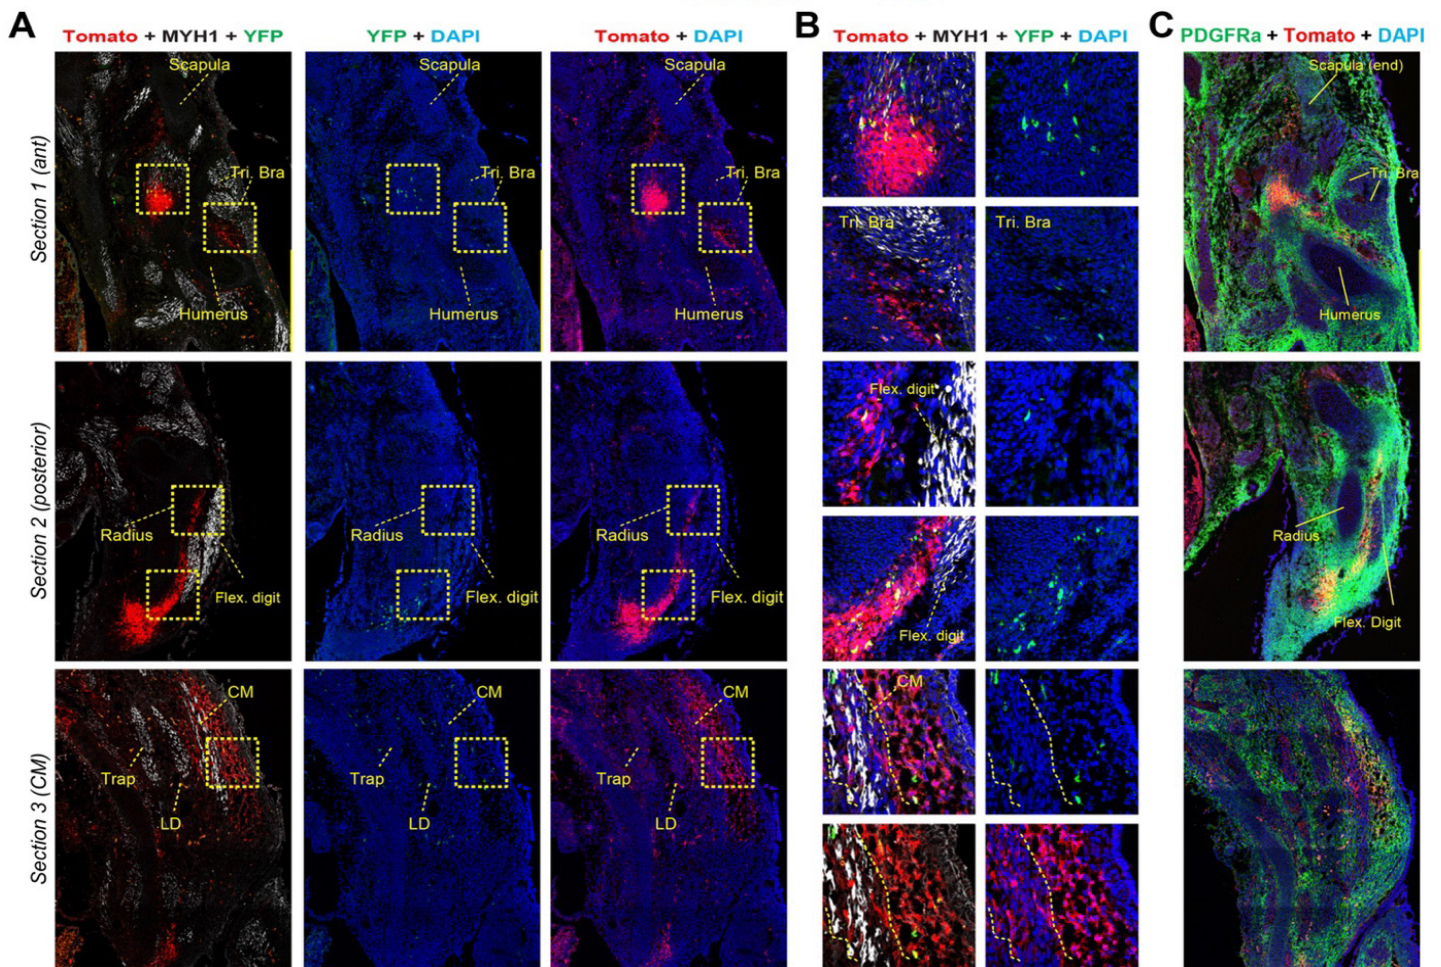 A
Tomato + MYH1 + YFP
YFP + DAPI
Tomato + DAPI
B
Tomato + MYH1 + YFP + DAPI
C
PDGFRa + Tomato + DAPI
Section 1 (ant)
Scapula
Tri. Bra
Humerus
Scapula
Tri. Bra
Humerus
Scapula
Tri. Bra
Humerus
Tri. Bra
Tri. Bra
Scapula (end)
Tri. Bra
Humerus
Section 2 (posterior)
Radius
Flex. digit
Radius
Flex. digit
Radius
Flex. digit
Flex. digit
Flex. digit
Radius
Flex. Digit
Section 3 (CM)
CM
Trap
LD
CM
Trap
LD
CM
Trap
LD
CM